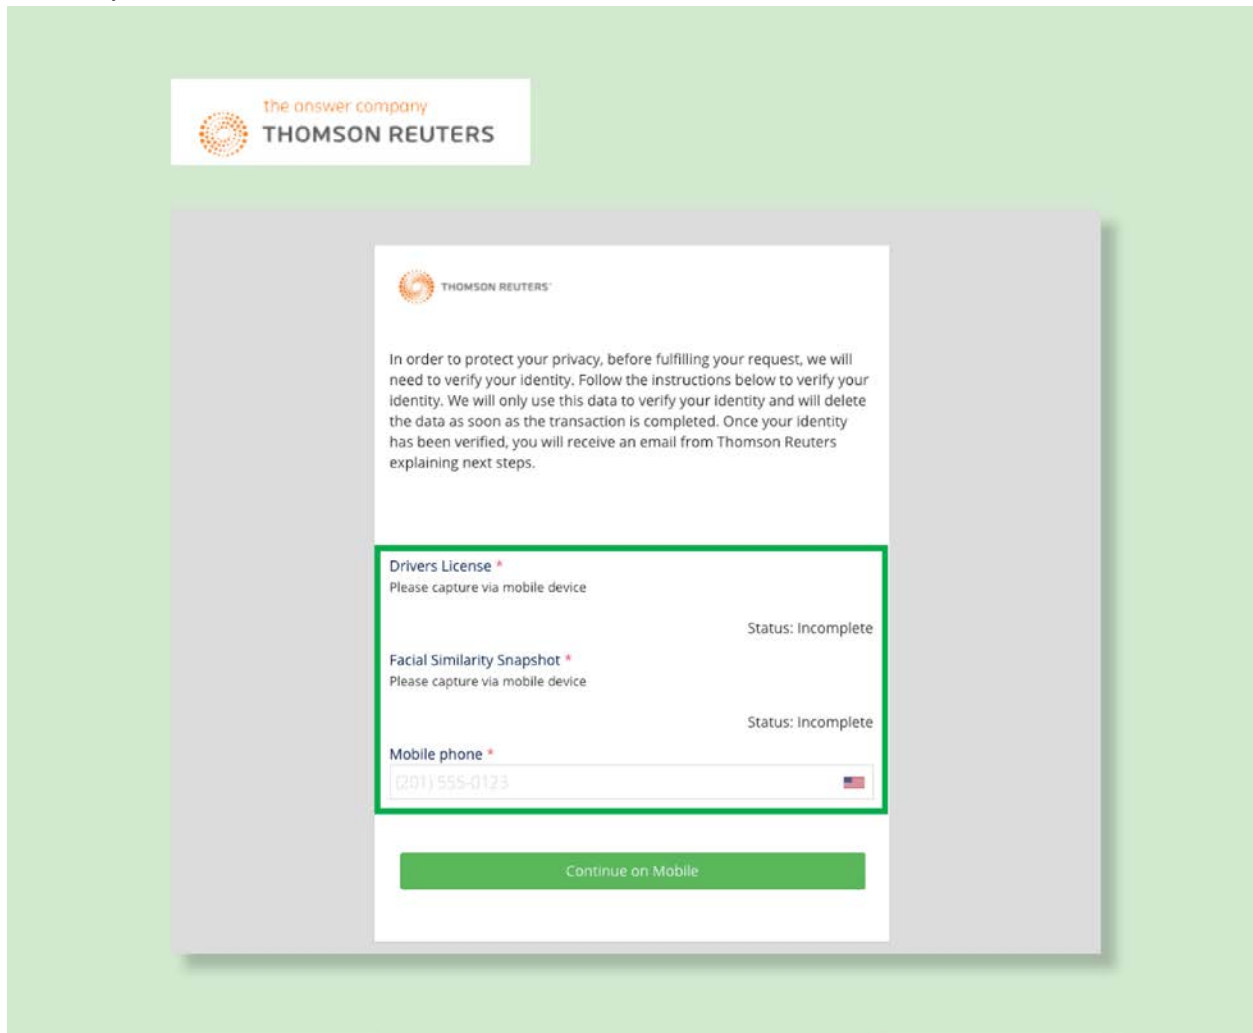 the answer company
THOMSON REUTERS
THOMSON REUTERS™
In order to protect your privacy, before fulfilling your request, we will
need to verify your identity. Follow the instructions below to verify your
identity. We will only use this data to verify your identity and will delete
the data as soon as the transaction is completed. Once your identity
has been verified, you will receive an email from Thomson Reuters
explaining next steps.
Drivers License *
Please capture via mobile device
Status: Incomplete
Facial Similarity Snapshot *
Please capture via mobile device
Status: Incomplete
Mobile phone *
(201) 555-0123
Continue on Mobile